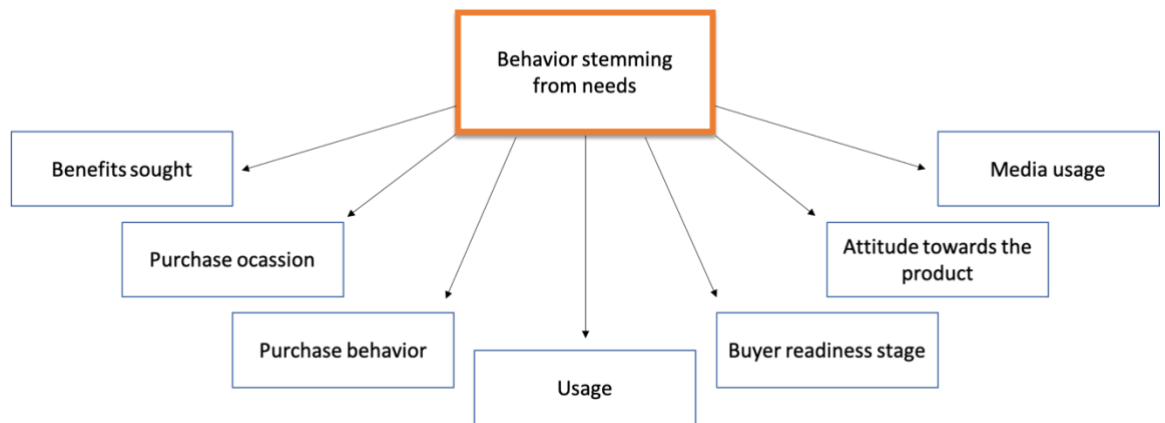 Behavior stemming
from needs
Benefits sought
Media usage
Purchase ocassion
Attitude towards the
product
Purchase behavior
Buyer readiness stage
Usage